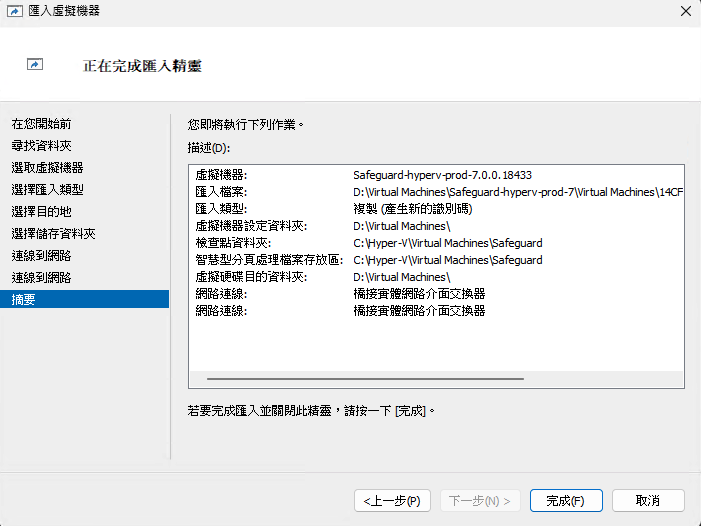 匯入虛擬機器
正在完成匯入精靈
在您開始前
尋找資料夾
選取虛擬機器
選擇匯入類型
選擇目的地
選擇儲存資料夾
連線到網路
連線到網路
摘要
您即將執行下列作業。
描述(D):
虛擬機器: Safeguard-hyperv-prod-7.0.0.18433
匯入檔案: D:\Virtual Machines\Safeguard-hyperv-prod-7\Virtual Machines\14CF
匯入類型: 複製 (產生新的識別碼)
虛擬機器設定資料夾: D:\Virtual Machines\
檢查點資料夾: C:\Hyper-V\Virtual Machines\Safeguard
智慧型分頁處理檔案存放區: C:\Hyper-V\Virtual Machines\Safeguard
虛擬硬碟目的資料夾: D:\Virtual Machines\
網路連線: 橋接實體網路介面交換器
網路連線: 橋接實體網路介面交換器
若要完成匯入並關閉此精靈，請按一下 [完成]。
<上一步(P) 下一步(N) > 完成(F) 取消